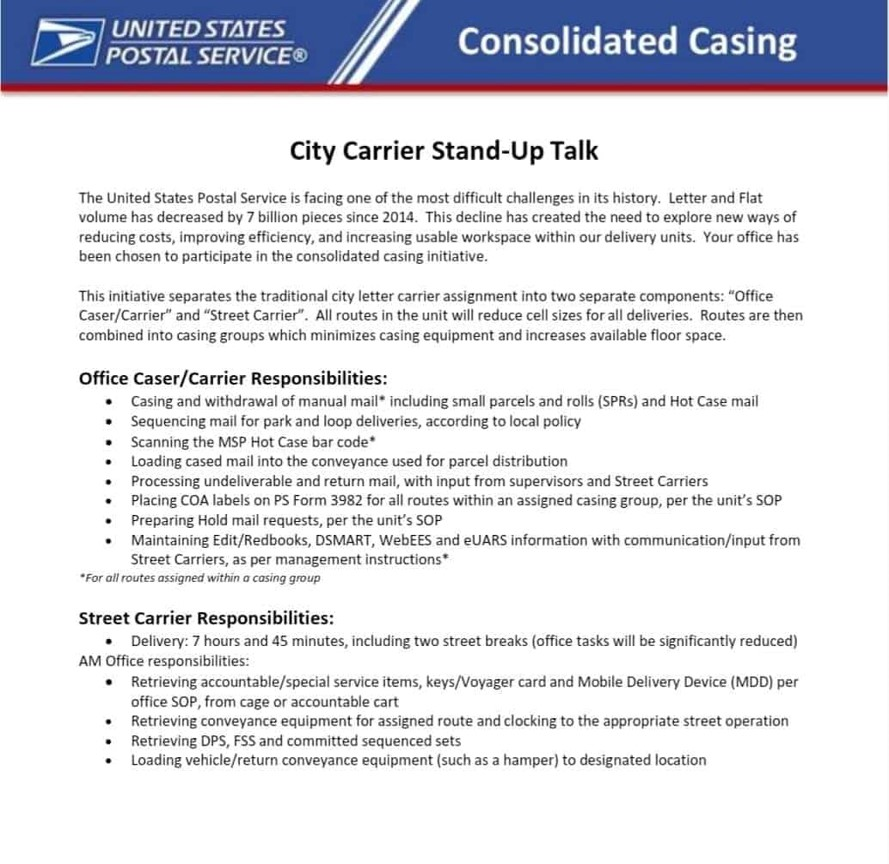 UNITED STATES
POSTAL SERVICE®
Consolidated Casing
City Carrier Stand-Up Talk
The United States Postal Service is facing one of the most difficult challenges in its history. Letter and Flat
volume has decreased by 7 billion pieces since 2014. This decline has created the need to explore new ways of
reducing costs, improving efficiency, and increasing usable workspace within our delivery units. Your office has
been chosen to participate in the consolidated casing initiative.
This initiative separates the traditional city letter carrier assignment into two separate components: “Office
Caser/Carrier” and “Street Carrier”. All routes in the unit will reduce cell sizes for all deliveries. Routes are then
combined into casing groups which minimizes casing equipment and increases available floor space.
Office Caser/Carrier Responsibilities:
• Casing and withdrawal of manual mail* including small parcels and rolls (SPRs) and Hot Case mail
• Sequencing mail for park and loop deliveries, according to local policy
• Scanning the MSP Hot Case bar code*
• Loading cased mail into the conveyance used for parcel distribution
• Processing undeliverable and return mail, with input from supervisors and Street Carriers
• Placing COA labels on PS Form 3982 for all routes within an assigned casing group, per the unit’s SOP
• Preparing Hold mail requests, per the unit’s SOP
• Maintaining Edit/Redbooks, DSMART, WebEES and eUARS information with communication/input from
Street Carriers, as per management instructions*
*For all routes assigned within a casing group
Street Carrier Responsibilities:
• Delivery: 7 hours and 45 minutes, including two street breaks (office tasks will be significantly reduced)
AM Office responsibilities:
• Retrieving accountable/special service items, keys/Voyager card and Mobile Delivery Device (MDD) per
office SOP, from cage or accountable cart
• Retrieving conveyance equipment for assigned route and clocking to the appropriate street operation
• Retrieving DPS, FSS and committed sequenced sets
• Loading vehicle/return conveyance equipment (such as a hamper) to designated location